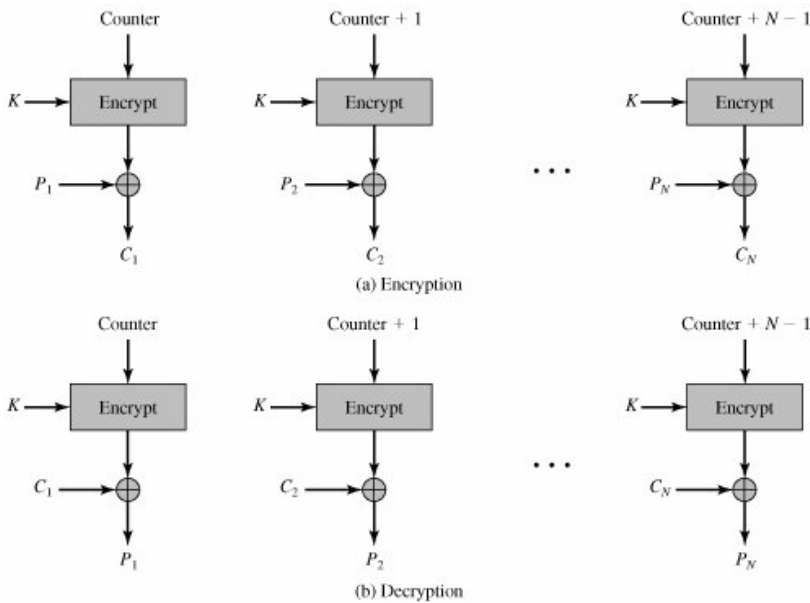 Counter Counter + 1 Counter + N − 1
K Encrypt K Encrypt K Encrypt
P1 P2 . . . PN
C1 C2 CN
(a) Encryption
Counter Counter + 1 Counter + N − 1
K Encrypt K Encrypt K Encrypt
C1 C2 . . . CN
P1 P2 PN
(b) Decryption